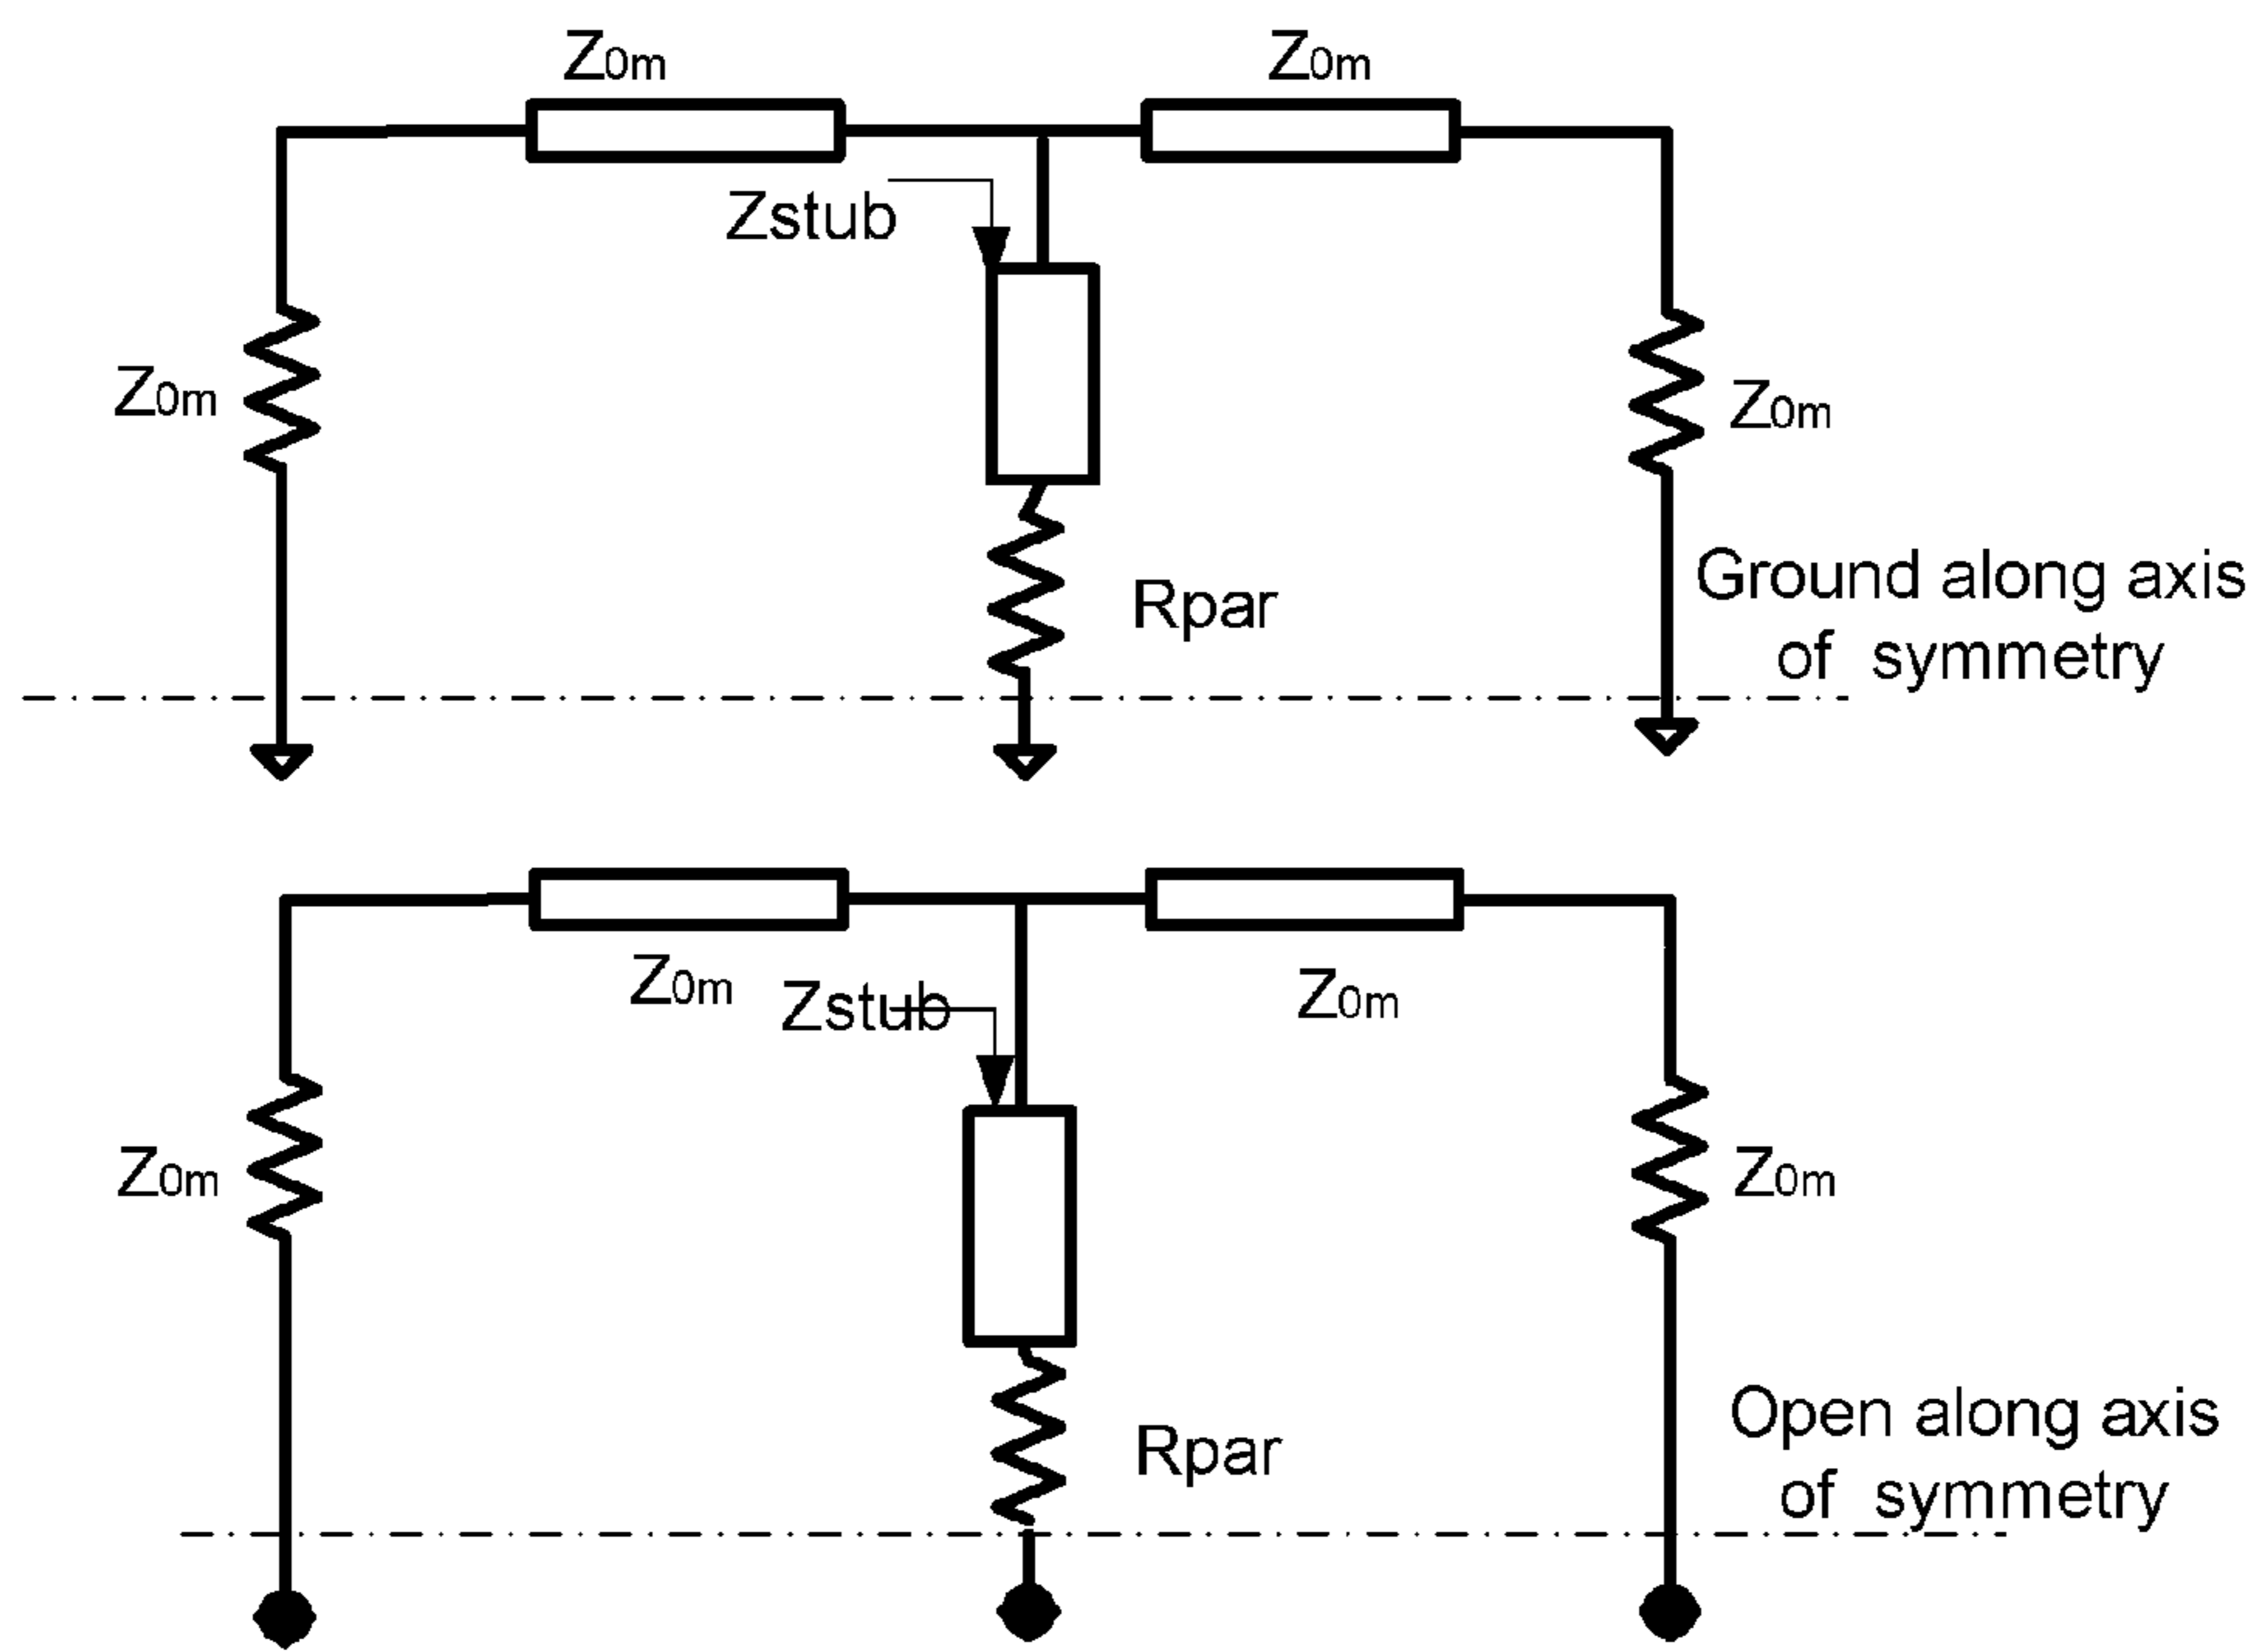 Z0m
Z0m
Zstub
Z0m
Z0m
Rpar
Ground along axis
of symmetry
Z0m
Zstub
Z0m
Z0m
Z0m
Rpar
Open along axis
of symmetry